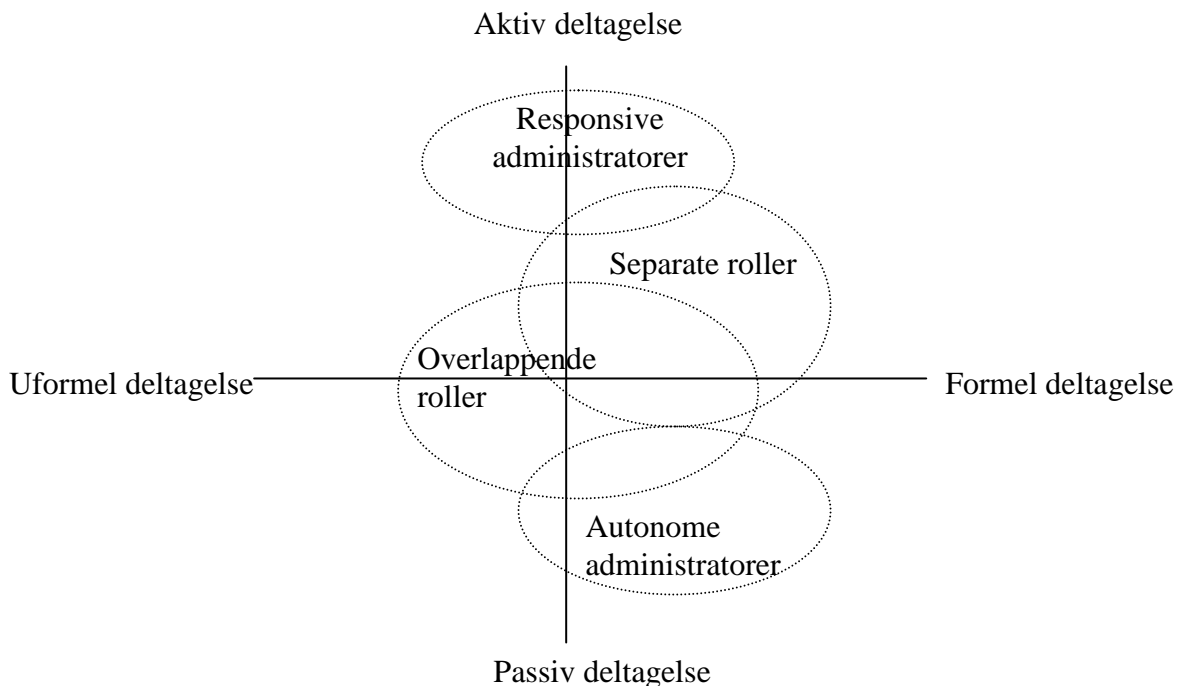 Aktiv deltagelse
Responsive
administratorer
Separate roller
Overlappende
roller
Uformel deltagelse
Formel deltagelse
Autonome
administratorer
Passiv deltagelse